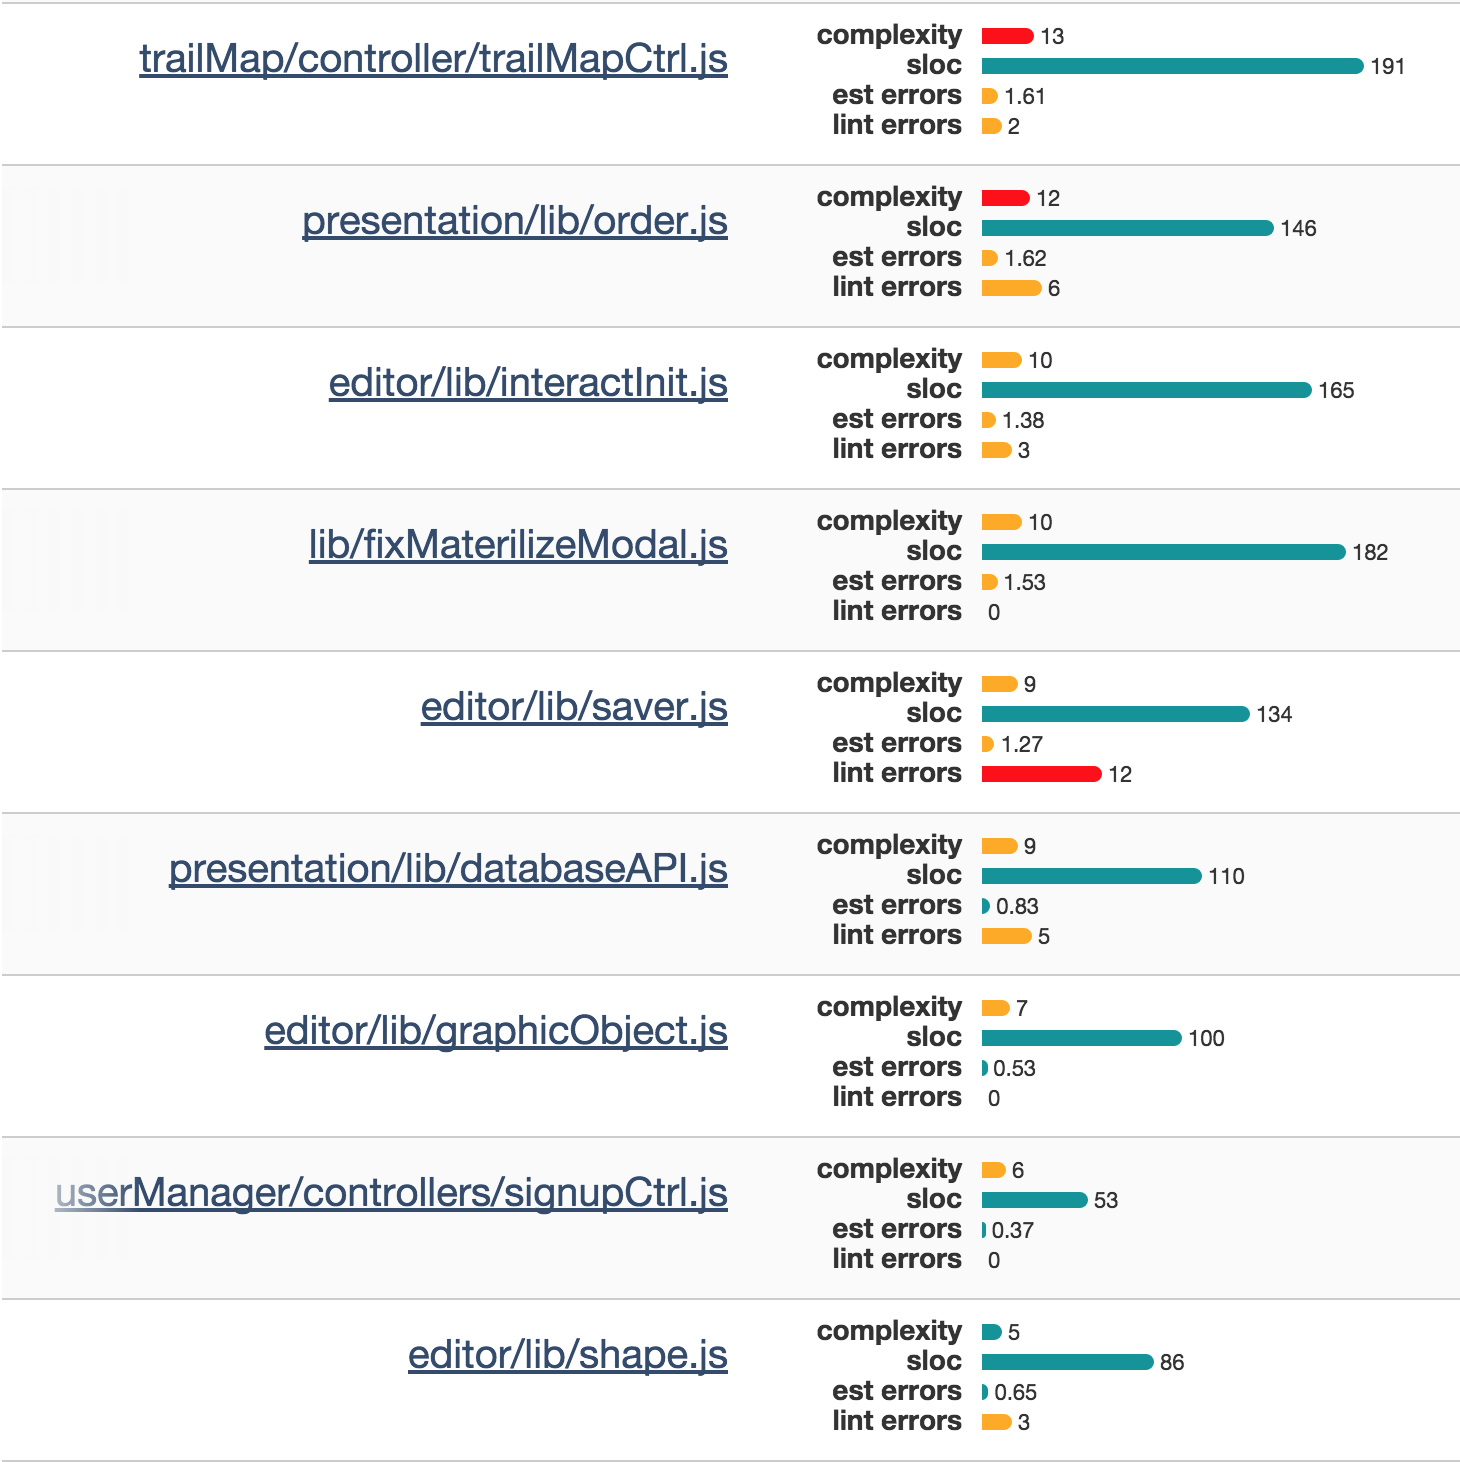 trailMap/controller/trailMapCtrl.js
complexity 13
sloc 191
est errors 1.61
lint errors 2
presentation/lib/order.js
complexity 12
sloc 146
est errors 1.62
lint errors 6
editor/lib/interactInit.js
complexity 10
sloc 165
est errors 1.38
lint errors 3
lib/fixMaterilizeModal.js
complexity 10
sloc 182
est errors 1.53
lint errors 0
editor/lib/saver.js
complexity 9
sloc 134
est errors 1.27
lint errors 12
presentation/lib/databaseAPI.js
complexity 9
sloc 110
est errors 0.83
lint errors 5
editor/lib/graphicObject.js
complexity 7
sloc 100
est errors 0.53
lint errors 0
userManager/controllers/signupCtrl.js
complexity 6
sloc 53
est errors 0.37
lint errors 0
editor/lib/shape.js
complexity 5
sloc 86
est errors 0.65
lint errors 3